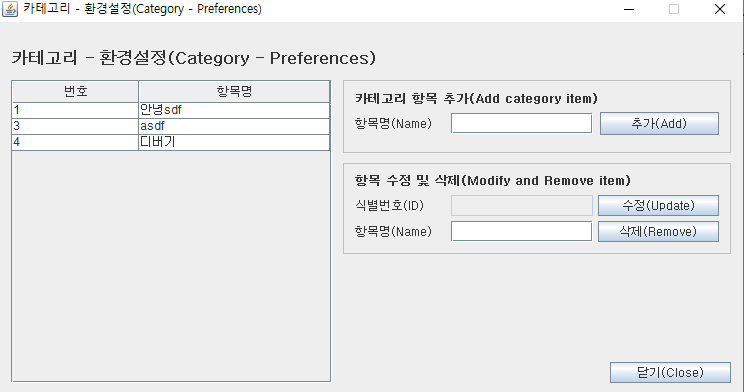 카테고리 - 환경설정(Category - Preferences)
카테고리 - 환경설정(Category - Preferences)
번호 항목명
1 안녕sdf
3 asdf
4 디버기
카테고리 항목 추가(Add category item)
항목명(Name) 추가(Add)
항목 수정 및 삭제(Modify and Remove item)
식별번호(ID) 수정(Update)
항목명(Name) 삭제(Remove)
닫기(Close)